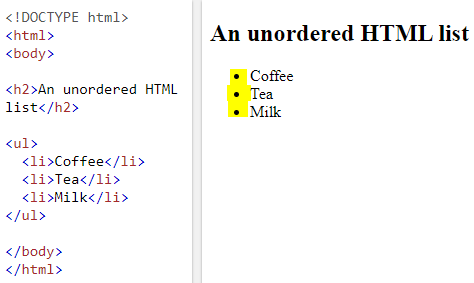 <!DOCTYPE html>
<html>
<body>
<h2>An unordered HTML
list</h2>
<ul>
<li>Coffee</li>
<li>Tea</li>
<li>Milk</li>
</ul>
</body>
</html>
An unordered HTML list
• Coffee
• Tea
• Milk